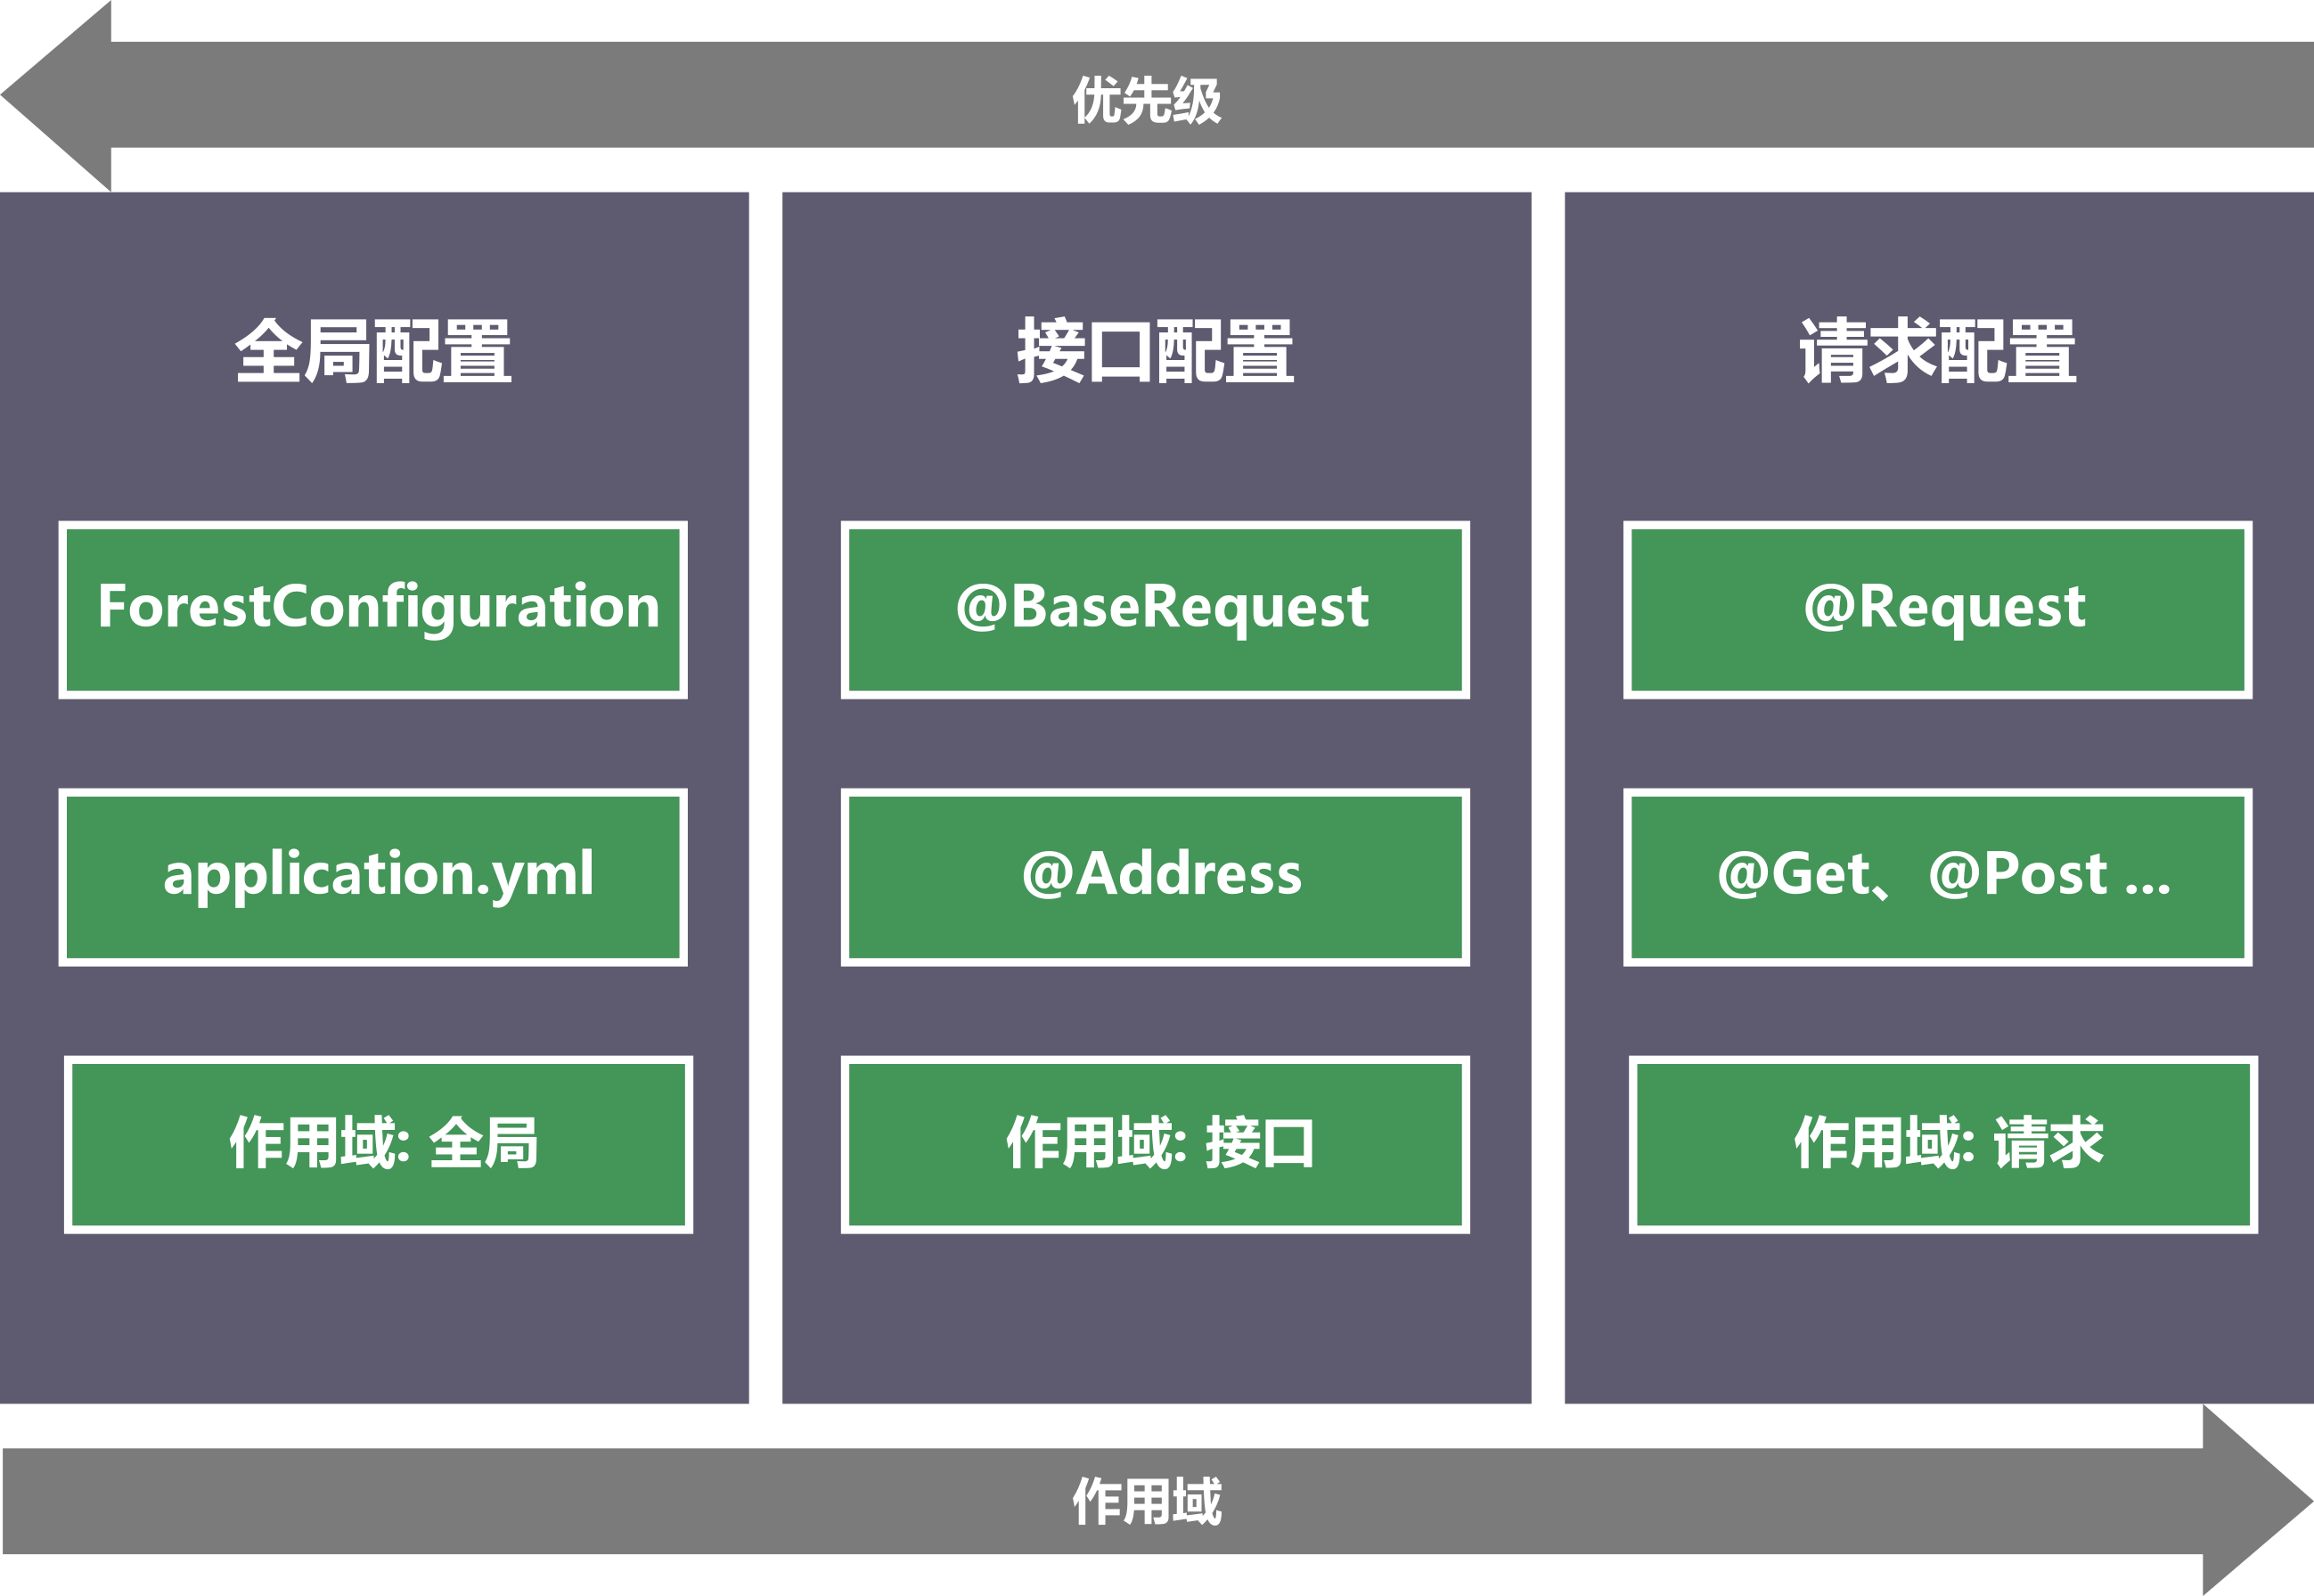 优先级
全局配置
ForestConfiguration
application.yml
作用域: 全局
接口配置
@BaseRequest
@Address
作用域:接口
请求配置
@Request
@Get、 @Post ...
作用域: 请求
作用域